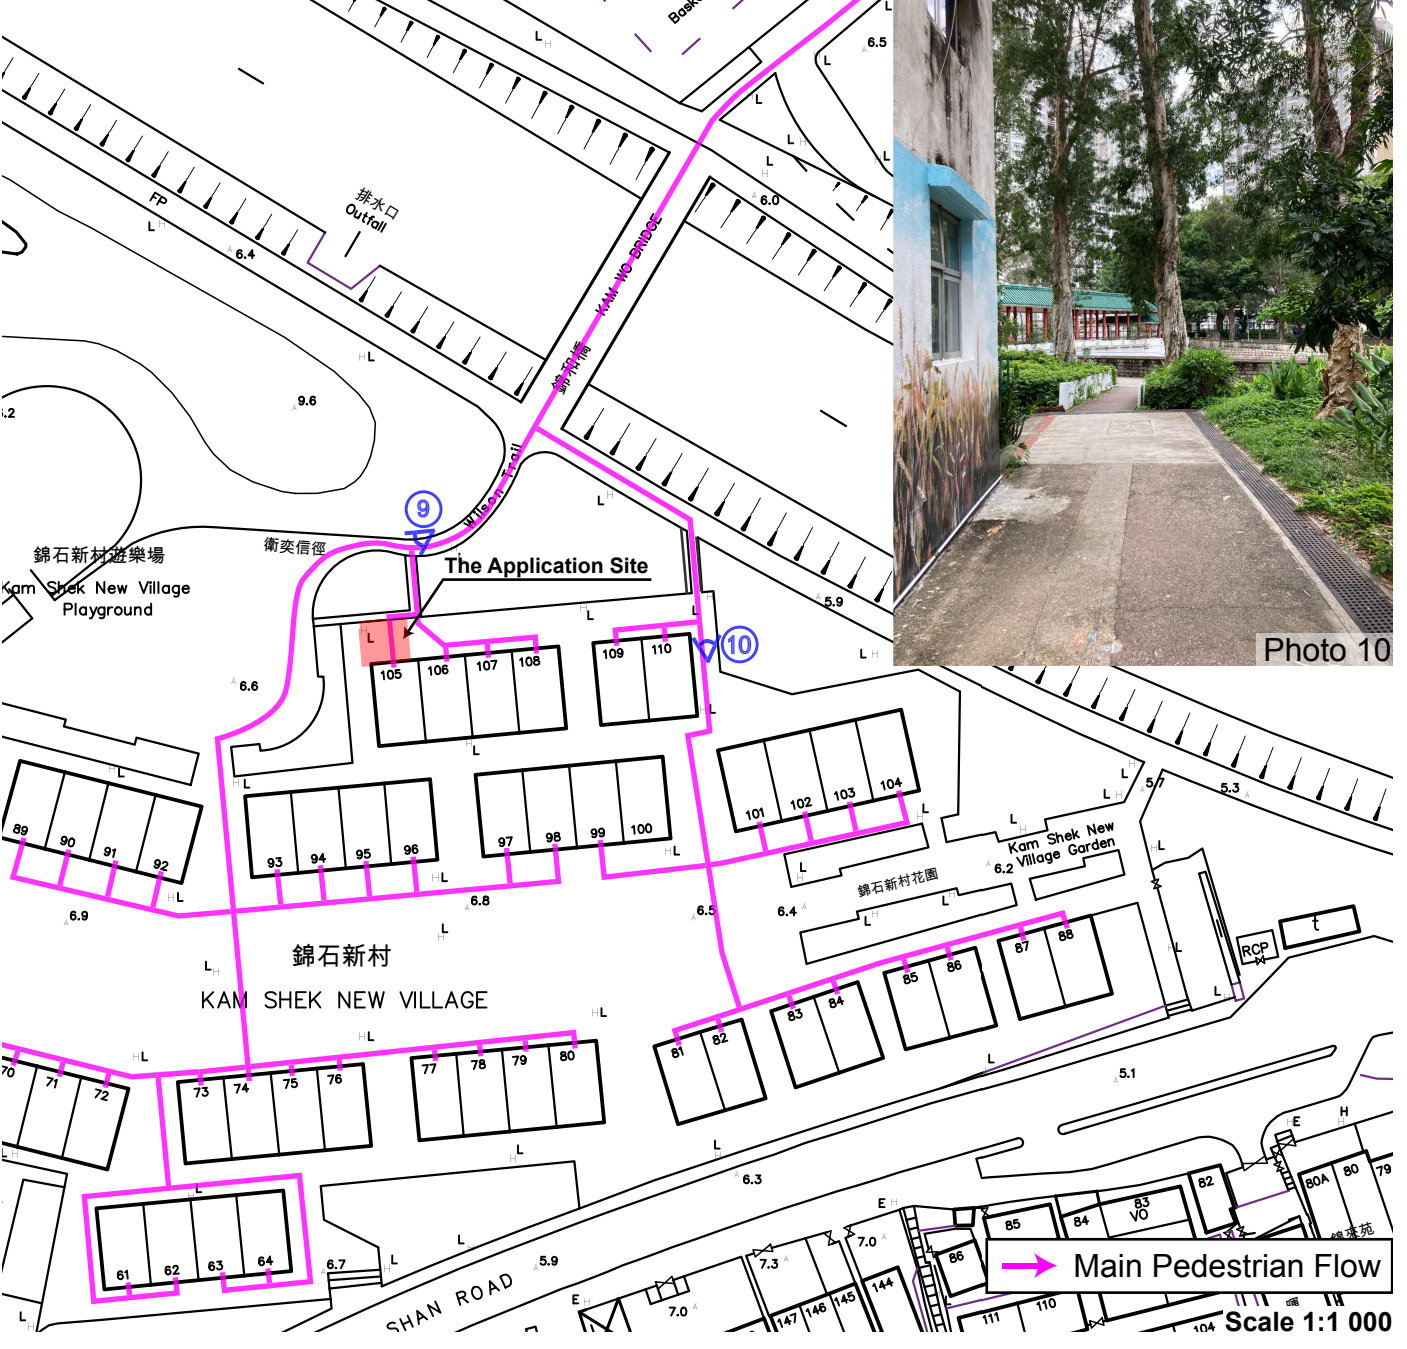 L
6.5
L
L
L
FP
L
6.4
排水口
Outfall
KAM WO BRIDGE
錦和橋
L
6.0
L
L
9.6
Wilson Trail
衛奕信徑
9
L
錦石新村遊樂場
Kam Shek New Village
Playground
The Application Site
L
L
L
5.9
10
L
Photo 10
6.6
105
106
107
108
109
110
L
L
L
L
89
90
91
92
93
94
95
96
97
98
99
100
101
102
103
104
L
L
5.7
5.3
L
Kam Shek New
Village Garden
6.2
錦石新村花園
6.4
6.5
6.8
6.9
L
L
L
L
L
L
錦石新村
KAM SHEK NEW VILLAGE
81
82
83
84
85
86
87
88
RCP
t
L
L
L
70
71
72
73
74
75
76
77
78
79
80
L
L
L
5.1
L
L
L
L
6.3
61
62
63
64
6.7
L
L
5.9
SHAN ROAD
E
7.0
7.3
7.0
E
147
146
145
144
86
85
84
83
VO
82
80A
80
79
E
H
111
110
104
L
Main Pedestrian Flow
Scale 1:1 000